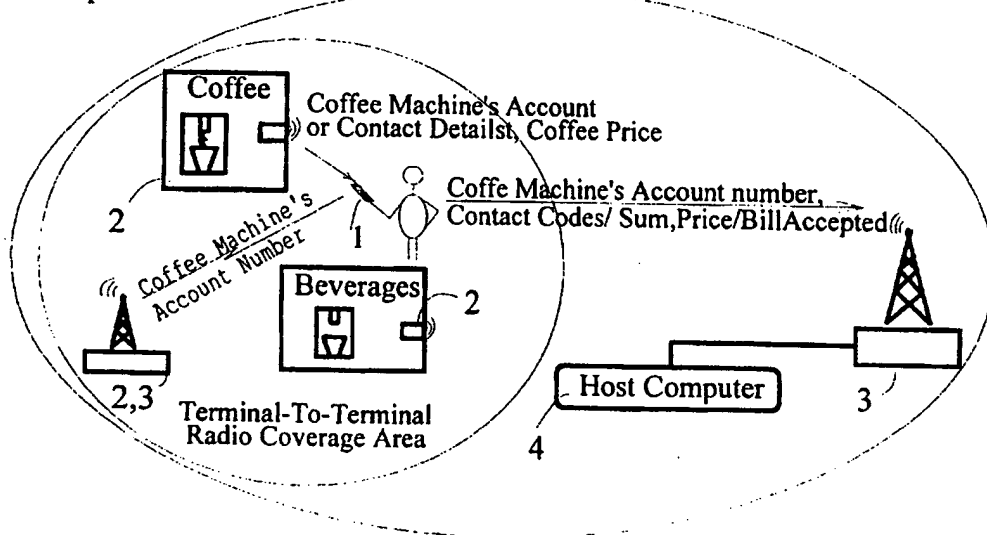 Coffee
Coffee Machine's Account
or Contact Detailst, Coffee Price
2
1
Coffe Machine's Account number,
Contact Codes/ Sum,Price/BillAccepted
Coffee Machine's
Account Number
Beverages
2
2,3
Terminal-To-Terminal
Radio Coverage Area
Host Computer
4
3